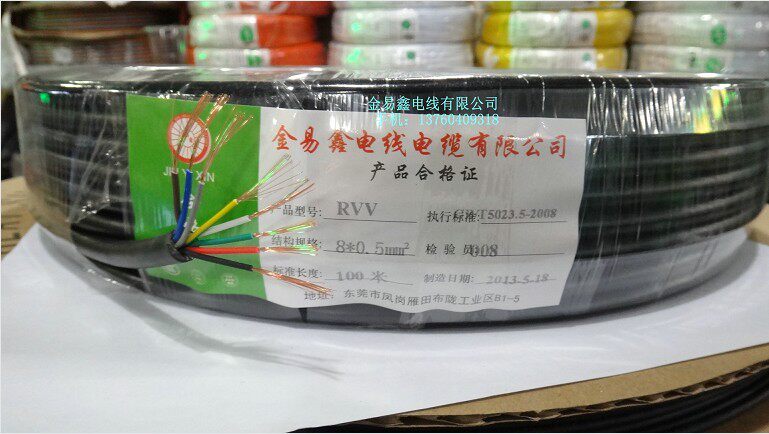 金易鑫电线有限公司
手机：13760409318
金易鑫电线电缆有限公司
产品合格证
产品型号: RVV
执行标准: T5023.5-2008
结构规格: 8*0.5mm²
检验员: 008
标准长度: 100 米
制造日期: 2013.5.18
地址: 东莞市凤岗雁田布陇工业区B1-5